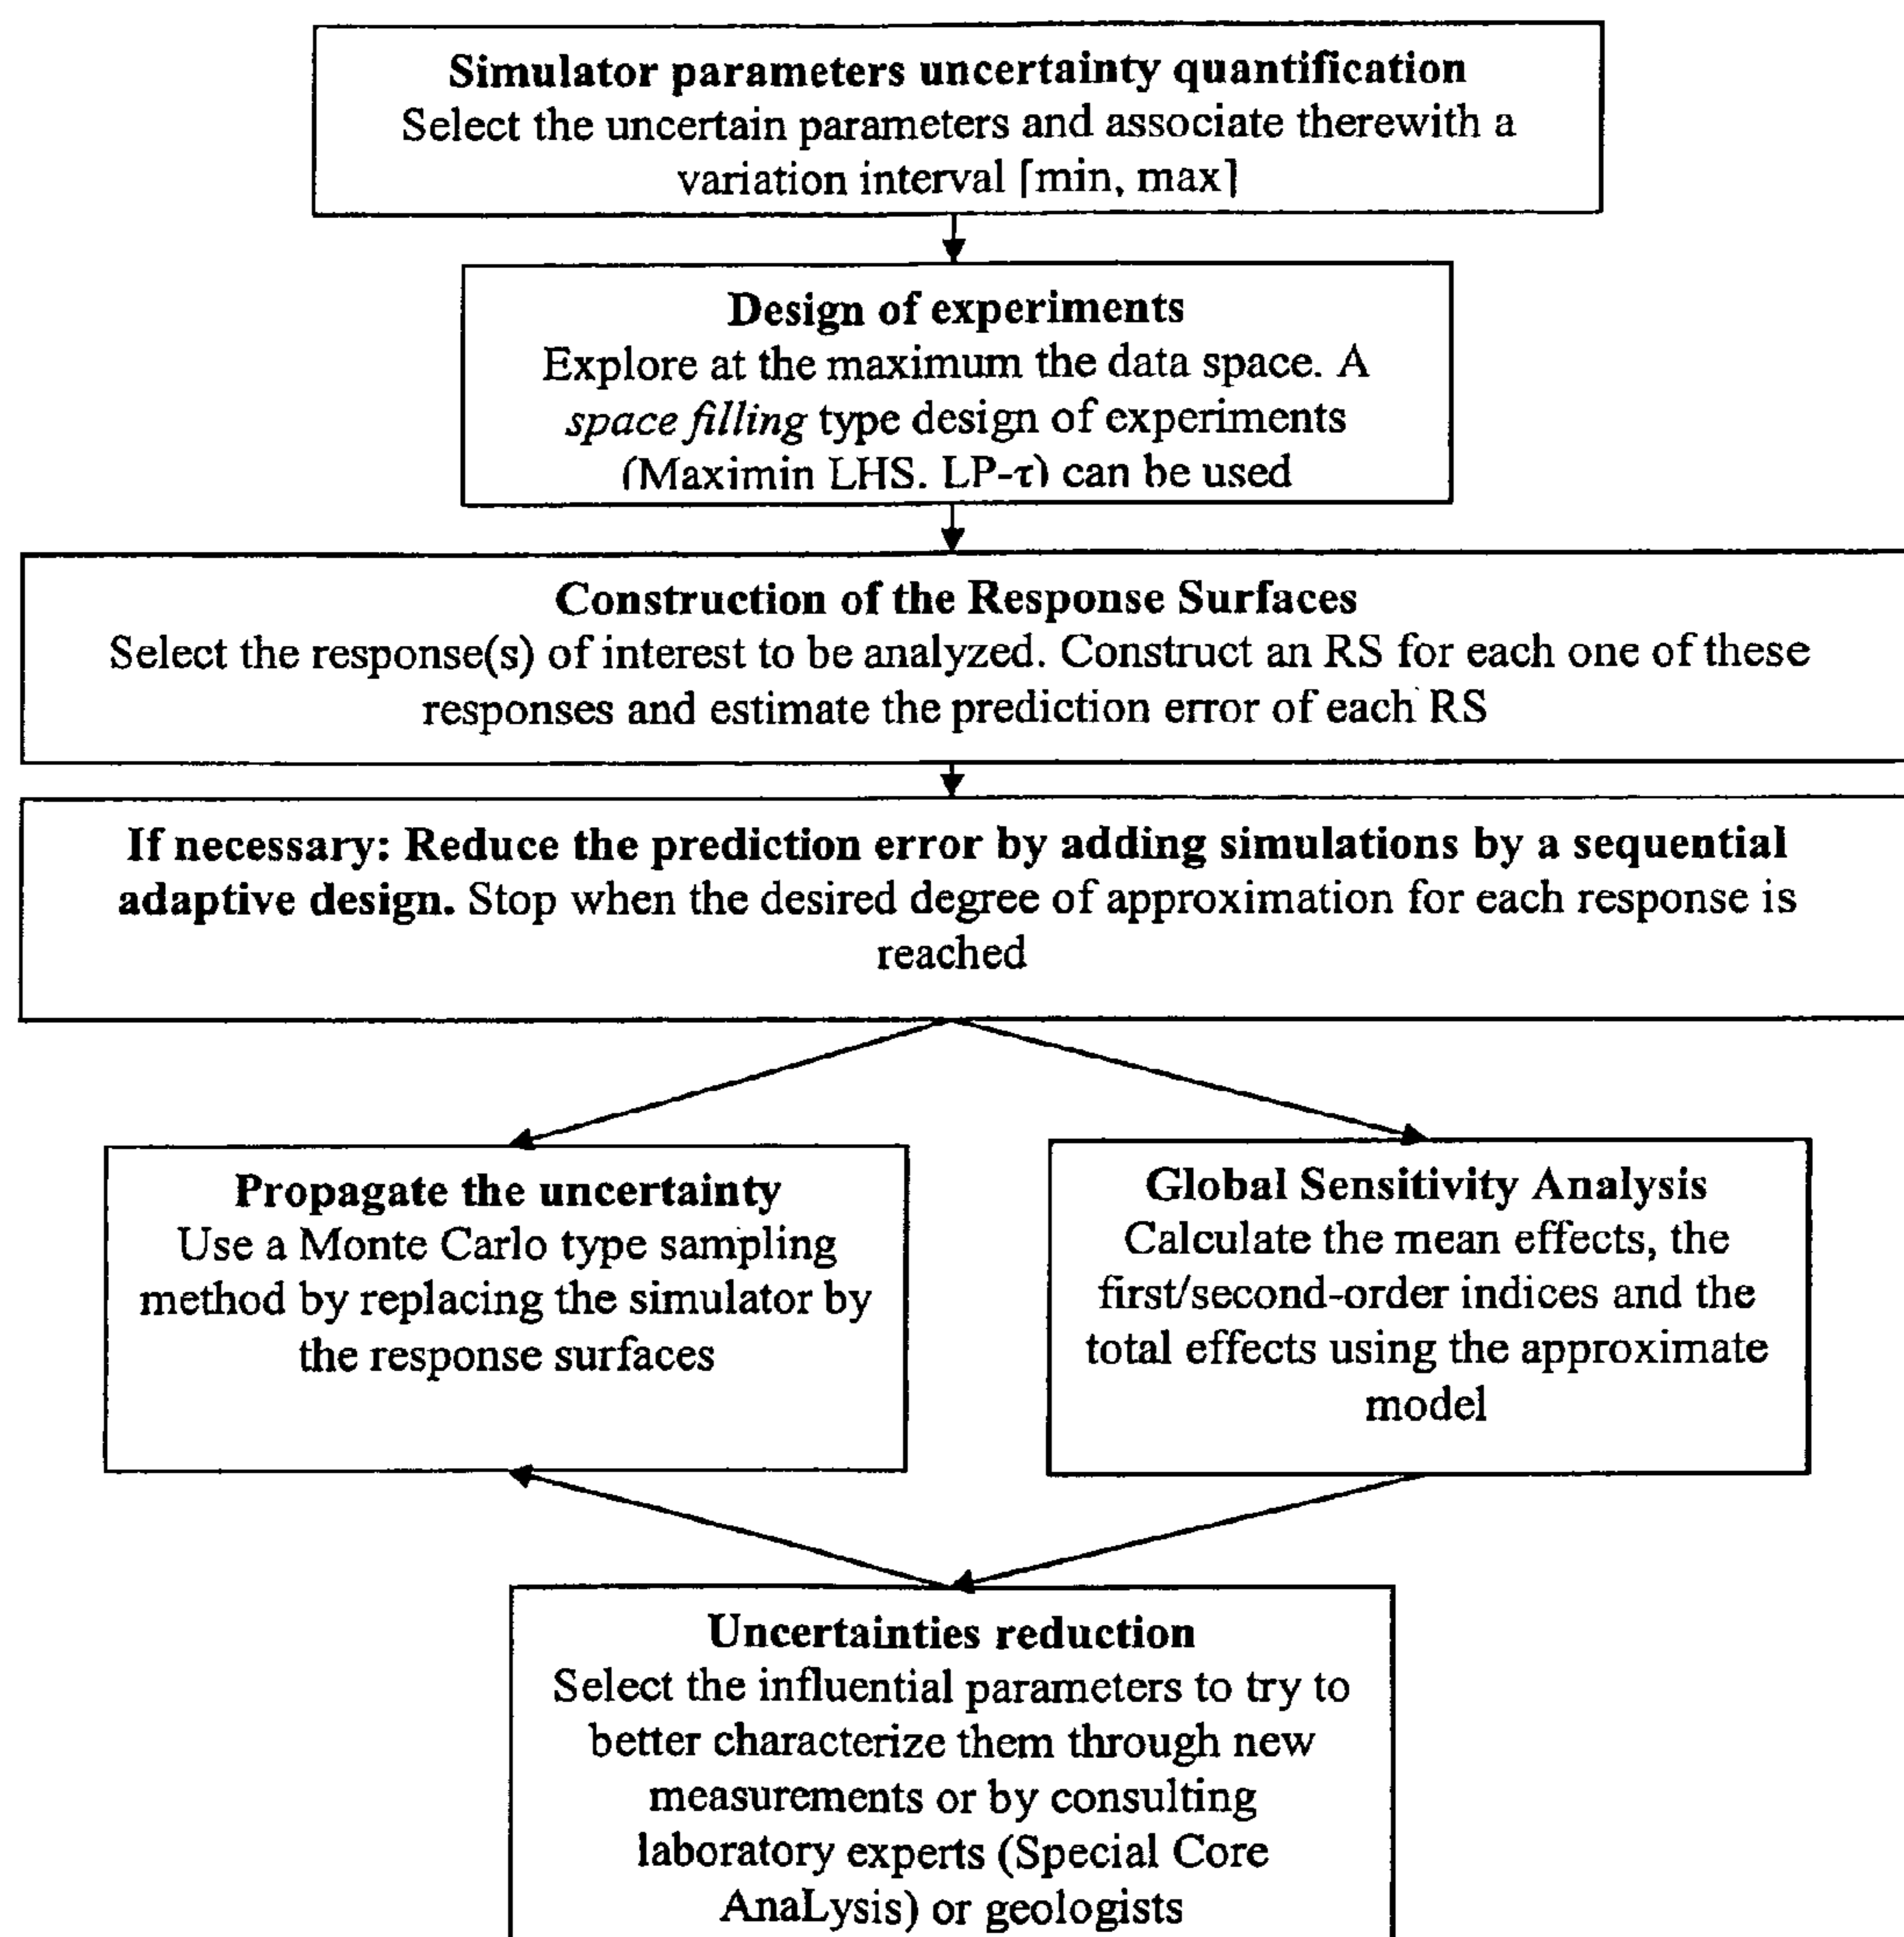 Simulator parameters uncertainty quantification
Select the uncertain parameters and associate therewith a
variation interval [min, max]
Design of experiments
Explore at the maximum the data space. A
space filling type design of experiments
(Maximin LHS. LP-τ) can be used
Construction of the Response Surfaces
Select the response(s) of interest to be analyzed. Construct an RS for each one of these
responses and estimate the prediction error of each RS
If necessary: Reduce the prediction error by adding simulations by a sequential
adaptive design. Stop when the desired degree of approximation for each response is
reached
Propagate the uncertainty
Use a Monte Carlo type sampling
method by replacing the simulator by
the response surfaces
Global Sensitivity Analysis
Calculate the mean effects, the
first/second-order indices and the
total effects using the approximate
model
Uncertainties reduction
Select the influential parameters to try to
better characterize them through new
measurements or by consulting
laboratory experts (Special Core
AnaLysis) or geologists